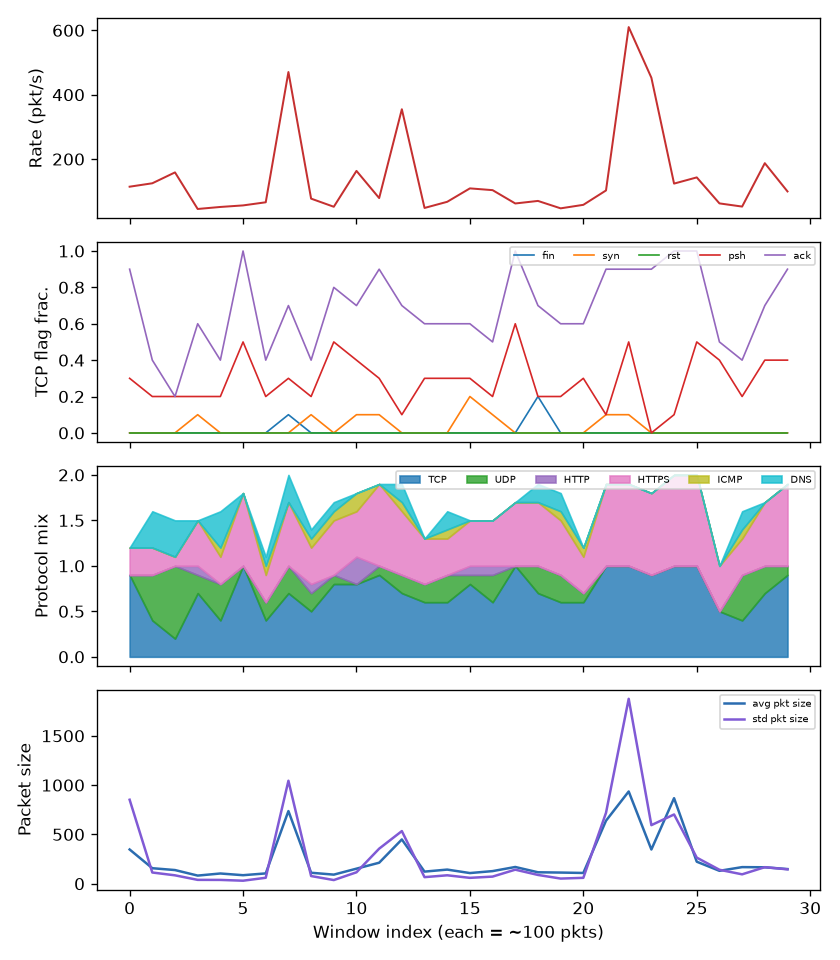 Rate (pkt/s)
600
400
200
TCP flag frac.
1.0
0.8
0.6
0.4
0.2
0.0
fin syn rst psh ack
Protocol mix
2.0
1.5
1.0
0.5
0.0
TCP UDP HTTP HTTPS ICMP DNS
Packet size
1500
1000
500
0
avg pkt size
std pkt size
0 5 10 15 20 25 30
Window index (each = ~100 pkts)